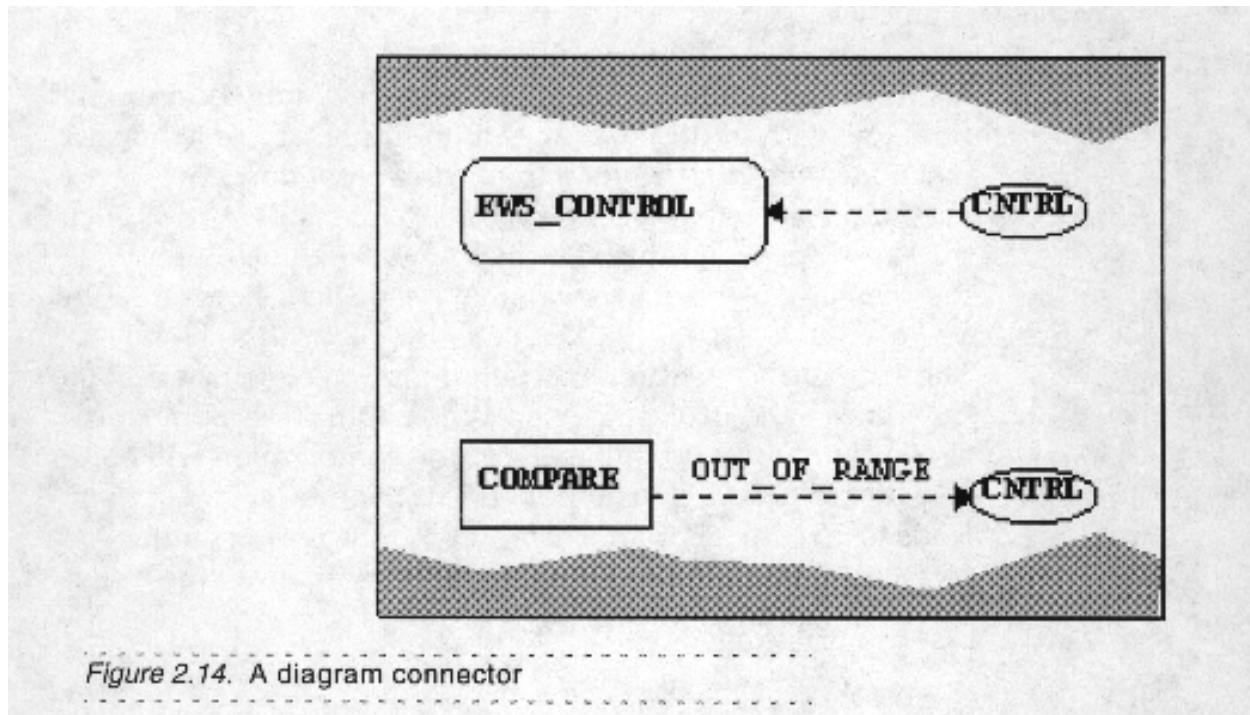 EWS_CONTROL
CNTRL
COMPARE
OUT_OF_RANGE
CNTRL
Figure 2.14. A diagram connector